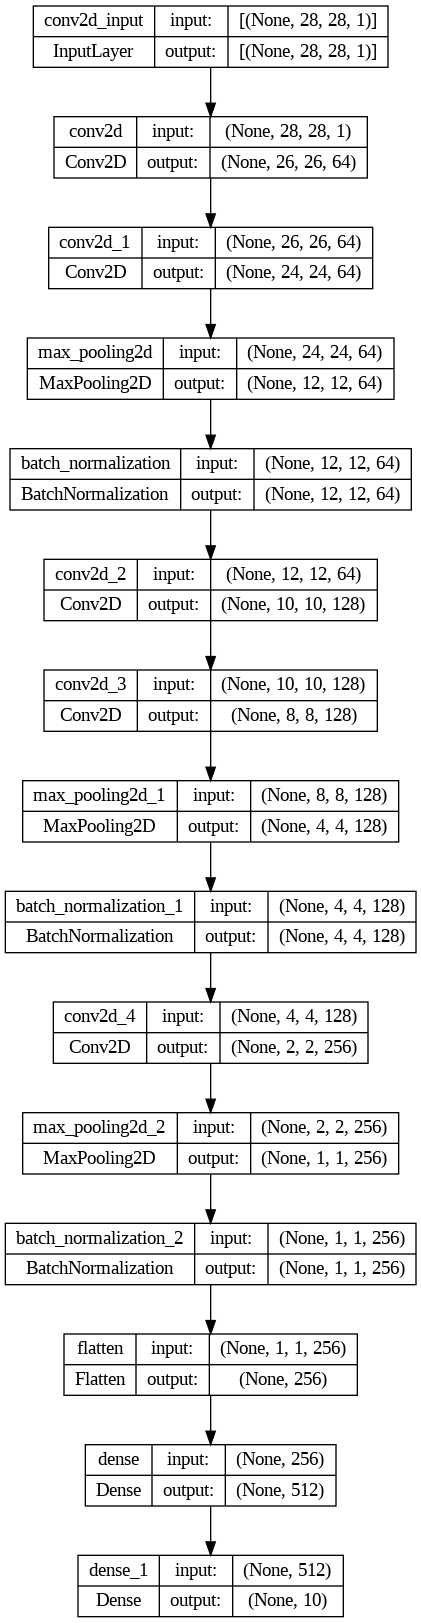 conv2d_input input: [(None, 28, 28, 1)]
InputLayer output: [(None, 28, 28, 1)]
conv2d input: (None, 28, 28, 1)
Conv2D output: (None, 26, 26, 64)
conv2d_1 input: (None, 26, 26, 64)
Conv2D output: (None, 24, 24, 64)
max_pooling2d input: (None, 24, 24, 64)
MaxPooling2D output: (None, 12, 12, 64)
batch_normalization input: (None, 12, 12, 64)
BatchNormalization output: (None, 12, 12, 64)
conv2d_2 input: (None, 12, 12, 64)
Conv2D output: (None, 10, 10, 128)
conv2d_3 input: (None, 10, 10, 128)
Conv2D output: (None, 8, 8, 128)
max_pooling2d_1 input: (None, 8, 8, 128)
MaxPooling2D output: (None, 4, 4, 128)
batch_normalization_1 input: (None, 4, 4, 128)
BatchNormalization output: (None, 4, 4, 128)
conv2d_4 input: (None, 4, 4, 128)
Conv2D output: (None, 2, 2, 256)
max_pooling2d_2 input: (None, 2, 2, 256)
MaxPooling2D output: (None, 1, 1, 256)
batch_normalization_2 input: (None, 1, 1, 256)
BatchNormalization output: (None, 1, 1, 256)
flatten input: (None, 1, 1, 256)
Flatten output: (None, 256)
dense input: (None, 256)
Dense output: (None, 512)
dense_1 input: (None, 512)
Dense output: (None, 10)